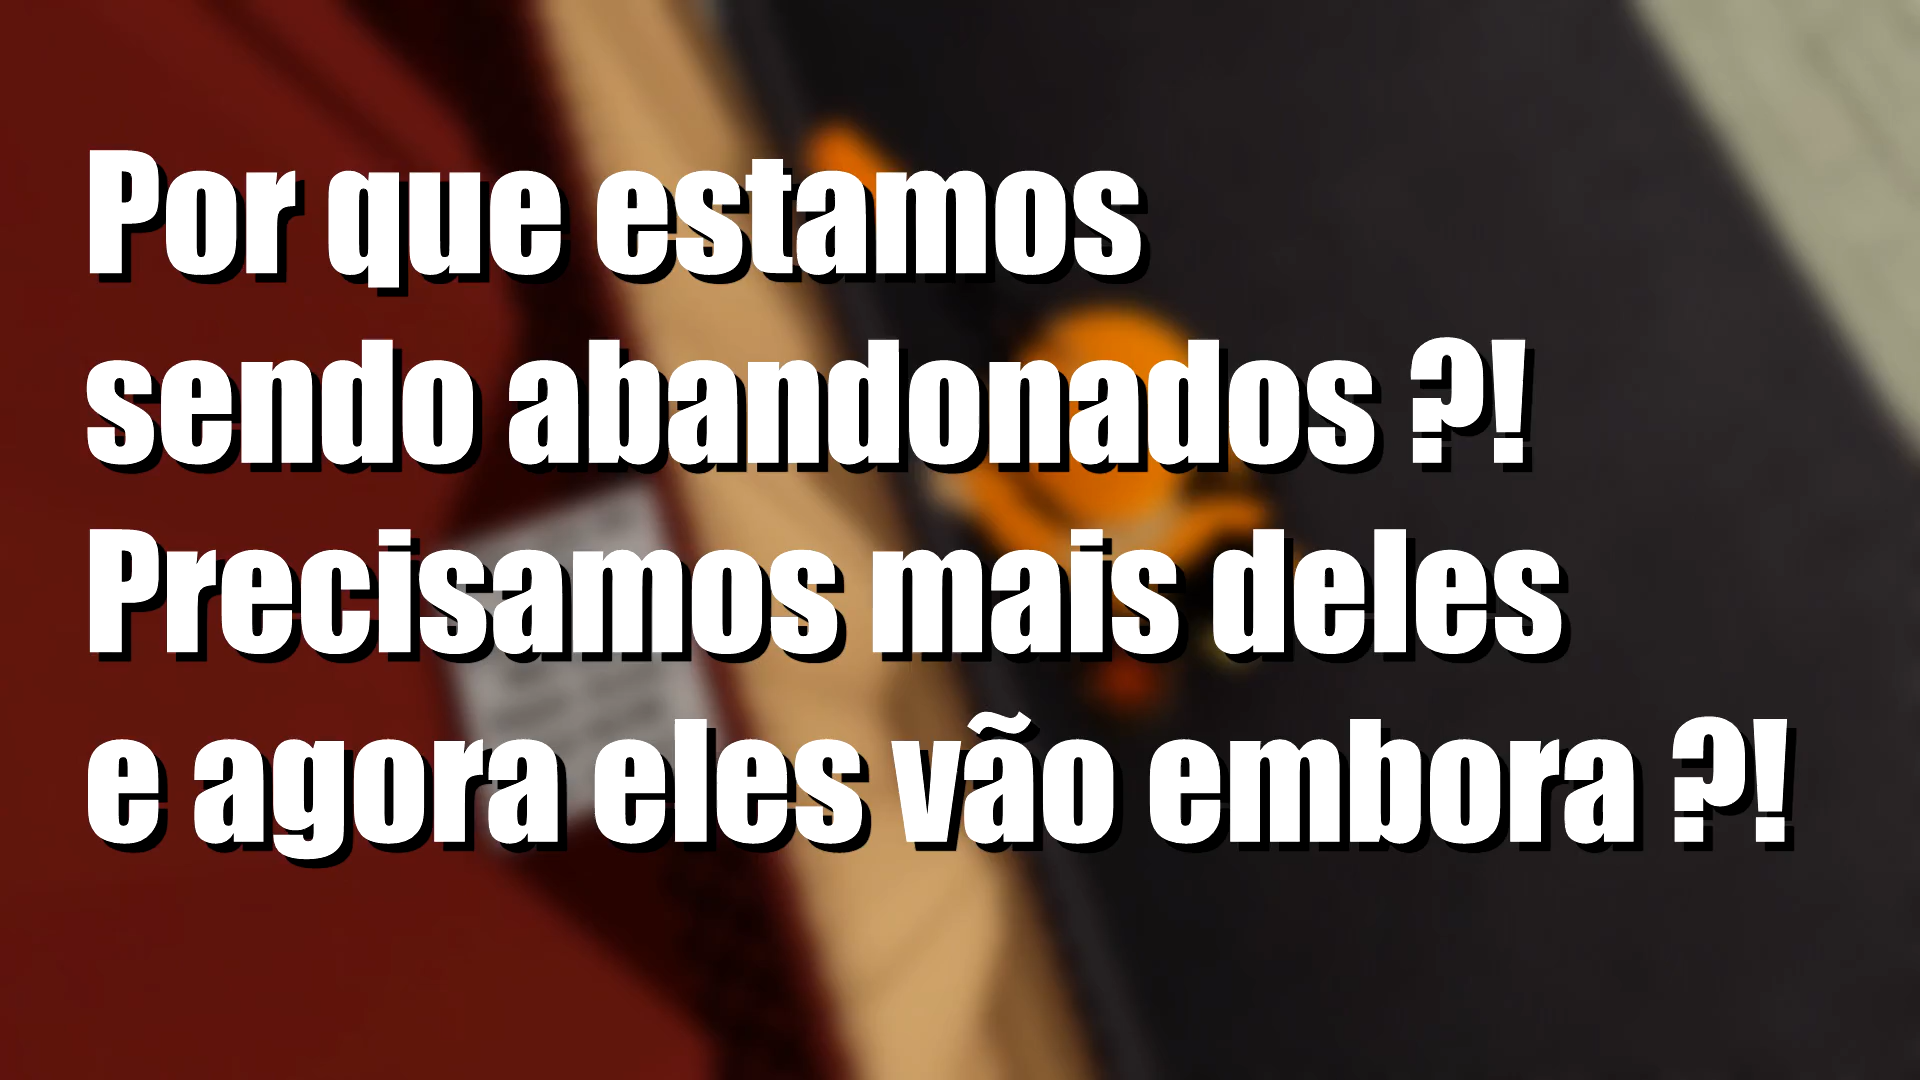 Por que estamos
sendo abandonados ?!
Precisamos mais deles
e agora eles vão embora ?!